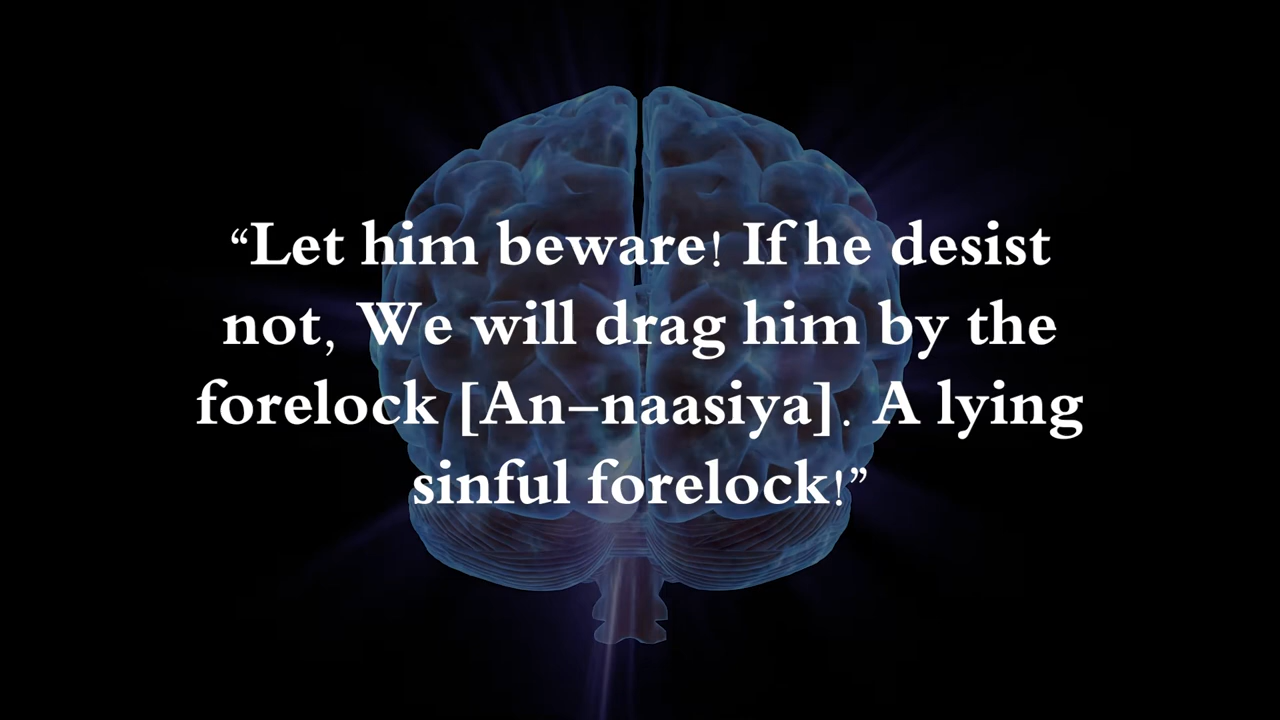 “Let him beware! If he desist
not, We will drag him by the
forelock [An–naasiya]. A lying
sinful forelock!”